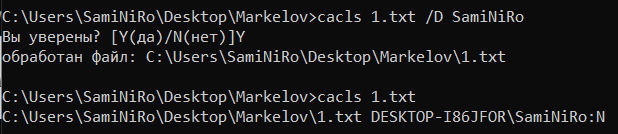 C:\Users\SamiNiRo\Desktop\Markelov>cacls 1.txt /D SamiNiRo
Вы уверены? [Y(да)/N(нет)]Y
обработан файл: C:\Users\SamiNiRo\Desktop\Markelov\1.txt
C:\Users\SamiNiRo\Desktop\Markelov>cacls 1.txt
C:\Users\SamiNiRo\Desktop\Markelov\1.txt DESKTOP-I86JFOR\SamiNiRo:N